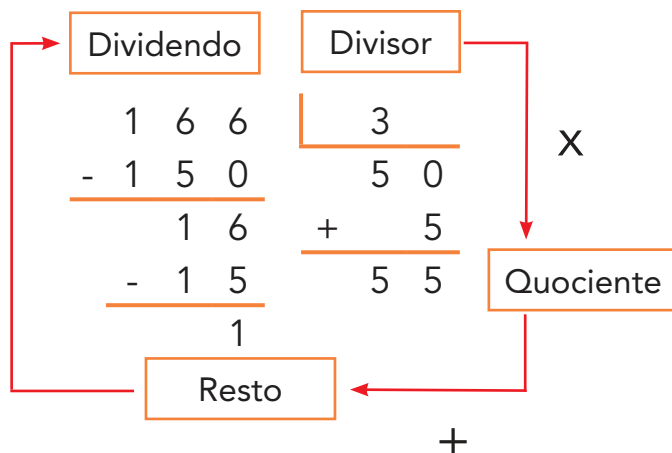 Dividendo Divisor
1 6 6 3
x
- 1 5 0 5 0
1 6 + 5
- 1 5 5 5 Quociente
1
Resto
+